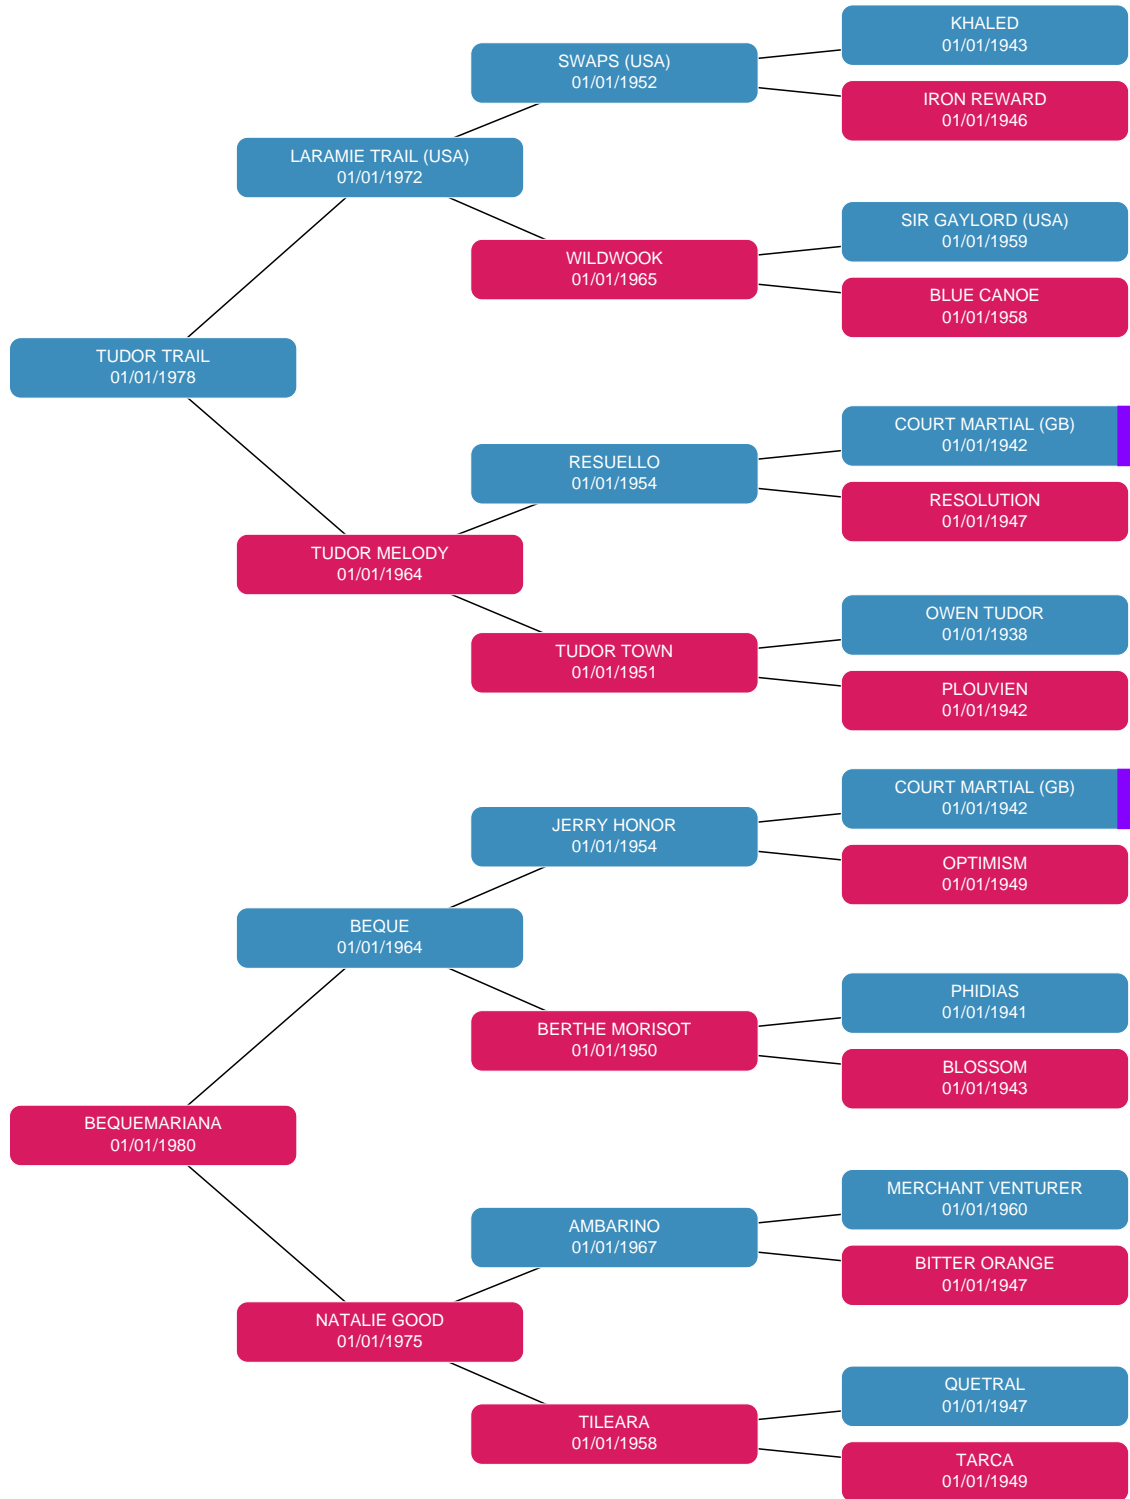 KHALED
01/01/1943
SWAPS (USA)
01/01/1952
IRON REWARD
01/01/1946
LARAMIE TRAIL (USA)
01/01/1972
SIR GAYLORD (USA)
01/01/1959
WILDWOOK
01/01/1965
BLUE CANOE
01/01/1958
TUDOR TRAIL
01/01/1978
COURT MARTIAL (GB)
01/01/1942
RESUELLO
01/01/1954
RESOLUTION
01/01/1947
TUDOR MELODY
01/01/1964
OWEN TUDOR
01/01/1938
TUDOR TOWN
01/01/1951
PLOUVIEN
01/01/1942
COURT MARTIAL (GB)
01/01/1942
JERRY HONOR
01/01/1954
OPTIMISM
01/01/1949
BEQUE
01/01/1964
PHIDIAS
01/01/1941
BERTHE MORISOT
01/01/1950
BLOSSOM
01/01/1943
BEQUEMARIANA
01/01/1980
MERCHANT VENTURER
01/01/1960
AMBARINO
01/01/1967
BITTER ORANGE
01/01/1947
NATALIE GOOD
01/01/1975
QUETRAL
01/01/1947
TILEARA
01/01/1958
TARCA
01/01/1949